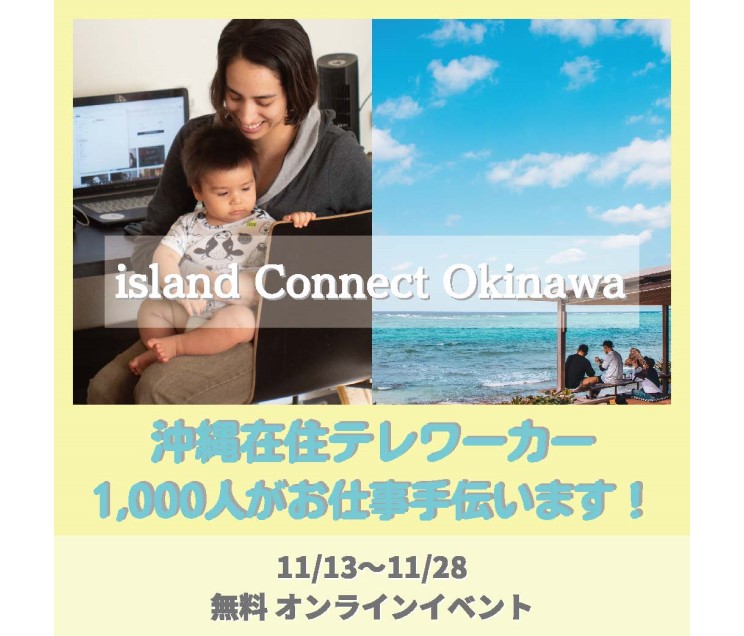 island Connect Okinawa
沖縄在住テレワーカー
1,000人がお仕事手伝います！
11/13〜11/28
無料 オンラインイベント